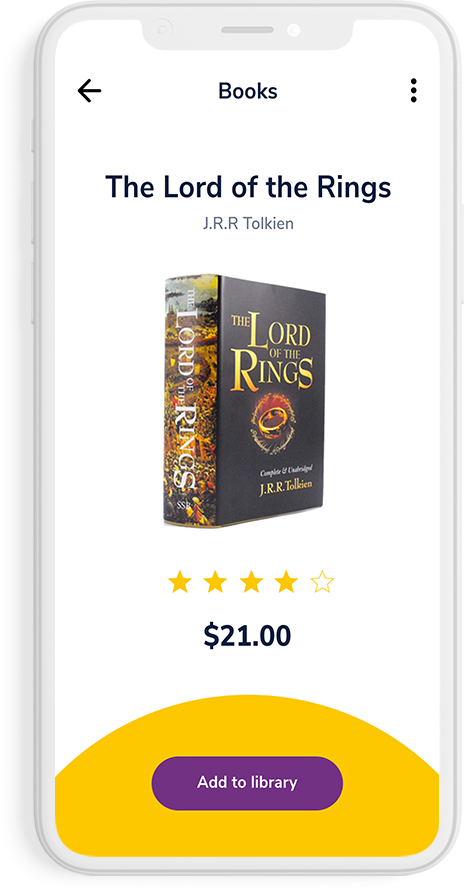 Books
The Lord of the Rings
J.R.R Tolkien
THE LORD OF THE RINGS
SSR
THE LORD
OF THE
RINGS
Complete & Unabridged
J.R.R.Tolkien
$21.00
Add to library